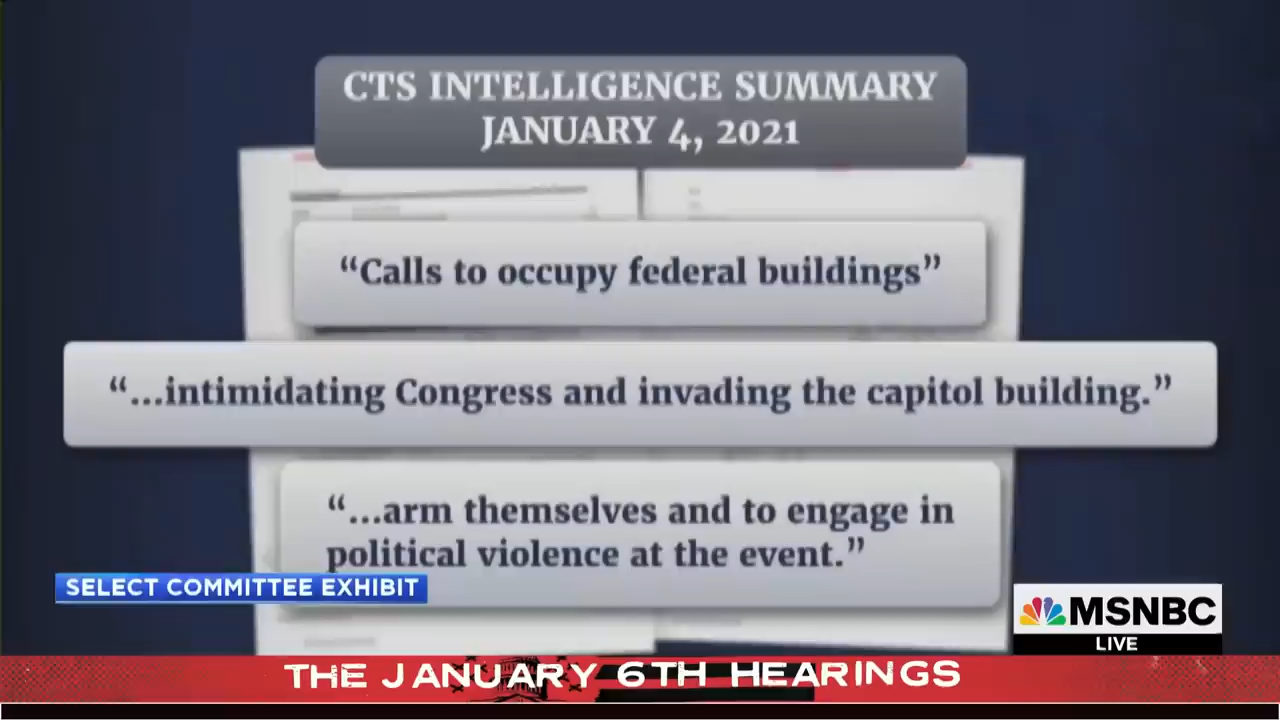 CTS INTELLIGENCE SUMMARY
JANUARY 4, 2021
“Calls to occupy federal buildings”
“...intimidating Congress and invading the capitol building.”
“...arm themselves and to engage in
political violence at the event.”
SELECT COMMITTEE EXHIBIT
MSNBC
LIVE
THE JANUARY 6TH HEARINGS